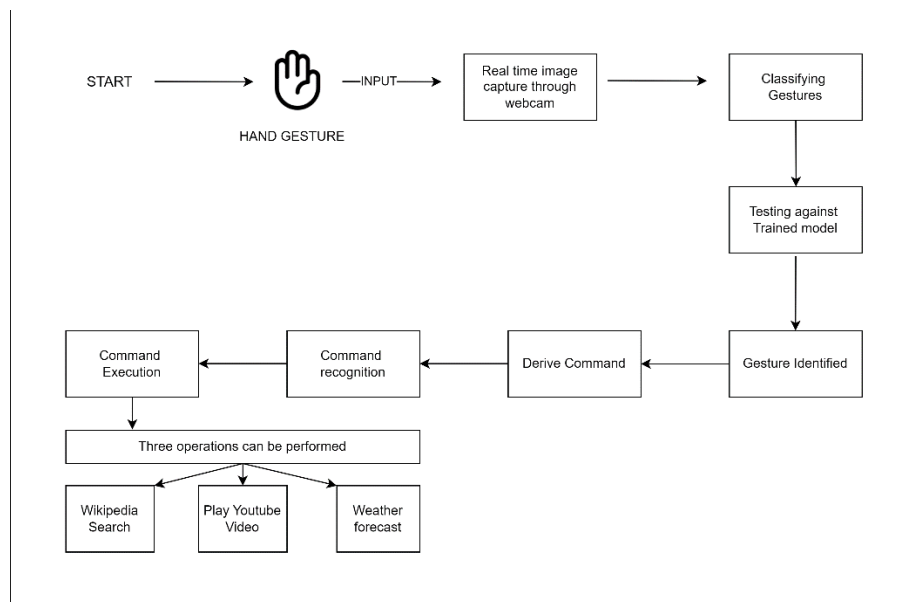 START
HAND GESTURE
INPUT
Real time image
capture through
webcam
Classifying
Gestures
Testing against
Trained model
Gesture Identified
Derive Command
Command
recognition
Command
Execution
Three operations can be performed
Wikipedia
Search
Play Youtube
Video
Weather
forecast